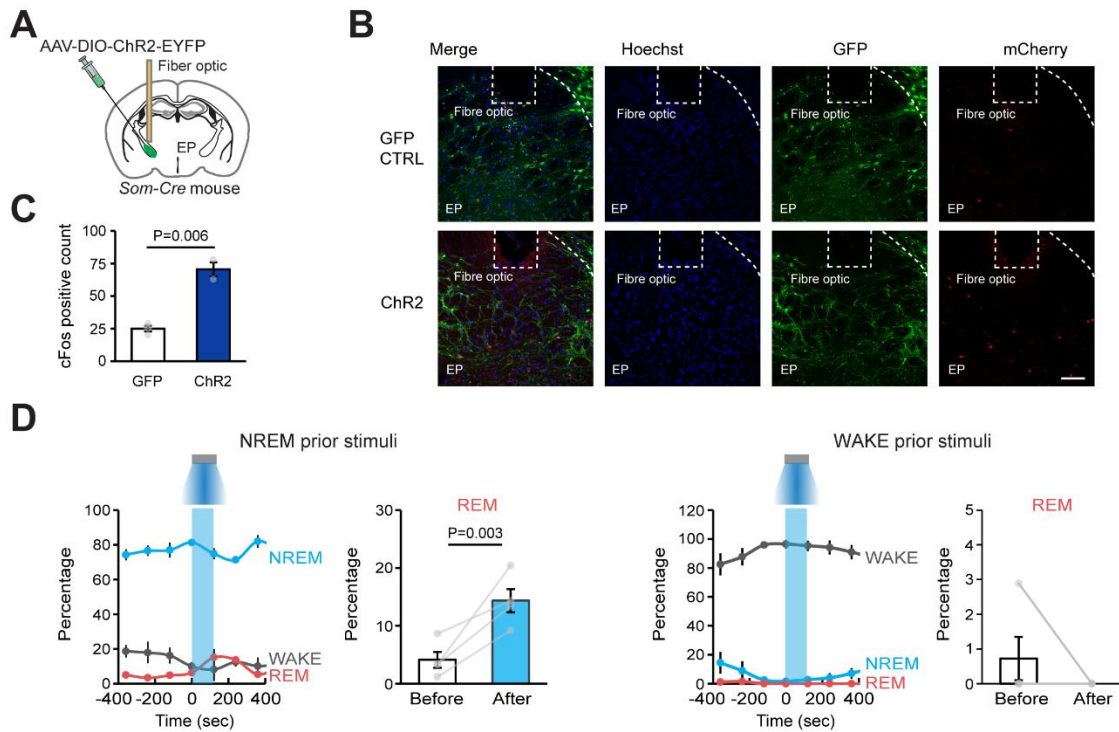 A
AAV-DIO-ChR2-EYFP
Fiber optic
EP
Som-Cre mouse
B
Merge
Hoechst
GFP
mCherry
GFP
CTRL
Fibre optic
EP
Fibre optic
EP
Fibre optic
EP
Fibre optic
EP
ChR2
Fibre optic
EP
Fibre optic
EP
Fibre optic
EP
Fibre optic
EP
C
P=0.006
cFos positive count
100
75
50
25
0
GFP
ChR2
D
NREM prior stimuli
Percentage
100
80
60
40
20
0
NREM
WAKE
REM
-400 -200 0 200 400
Time (sec)
REM
P=0.003
Percentage
30
20
10
0
Before
After
WAKE prior stimuli
Percentage
100
80
60
40
20
0
WAKE
NREM
REM
-400 -200 0 200 400
Time (sec)
REM
Percentage
5
4
3
2
1
0
Before
After